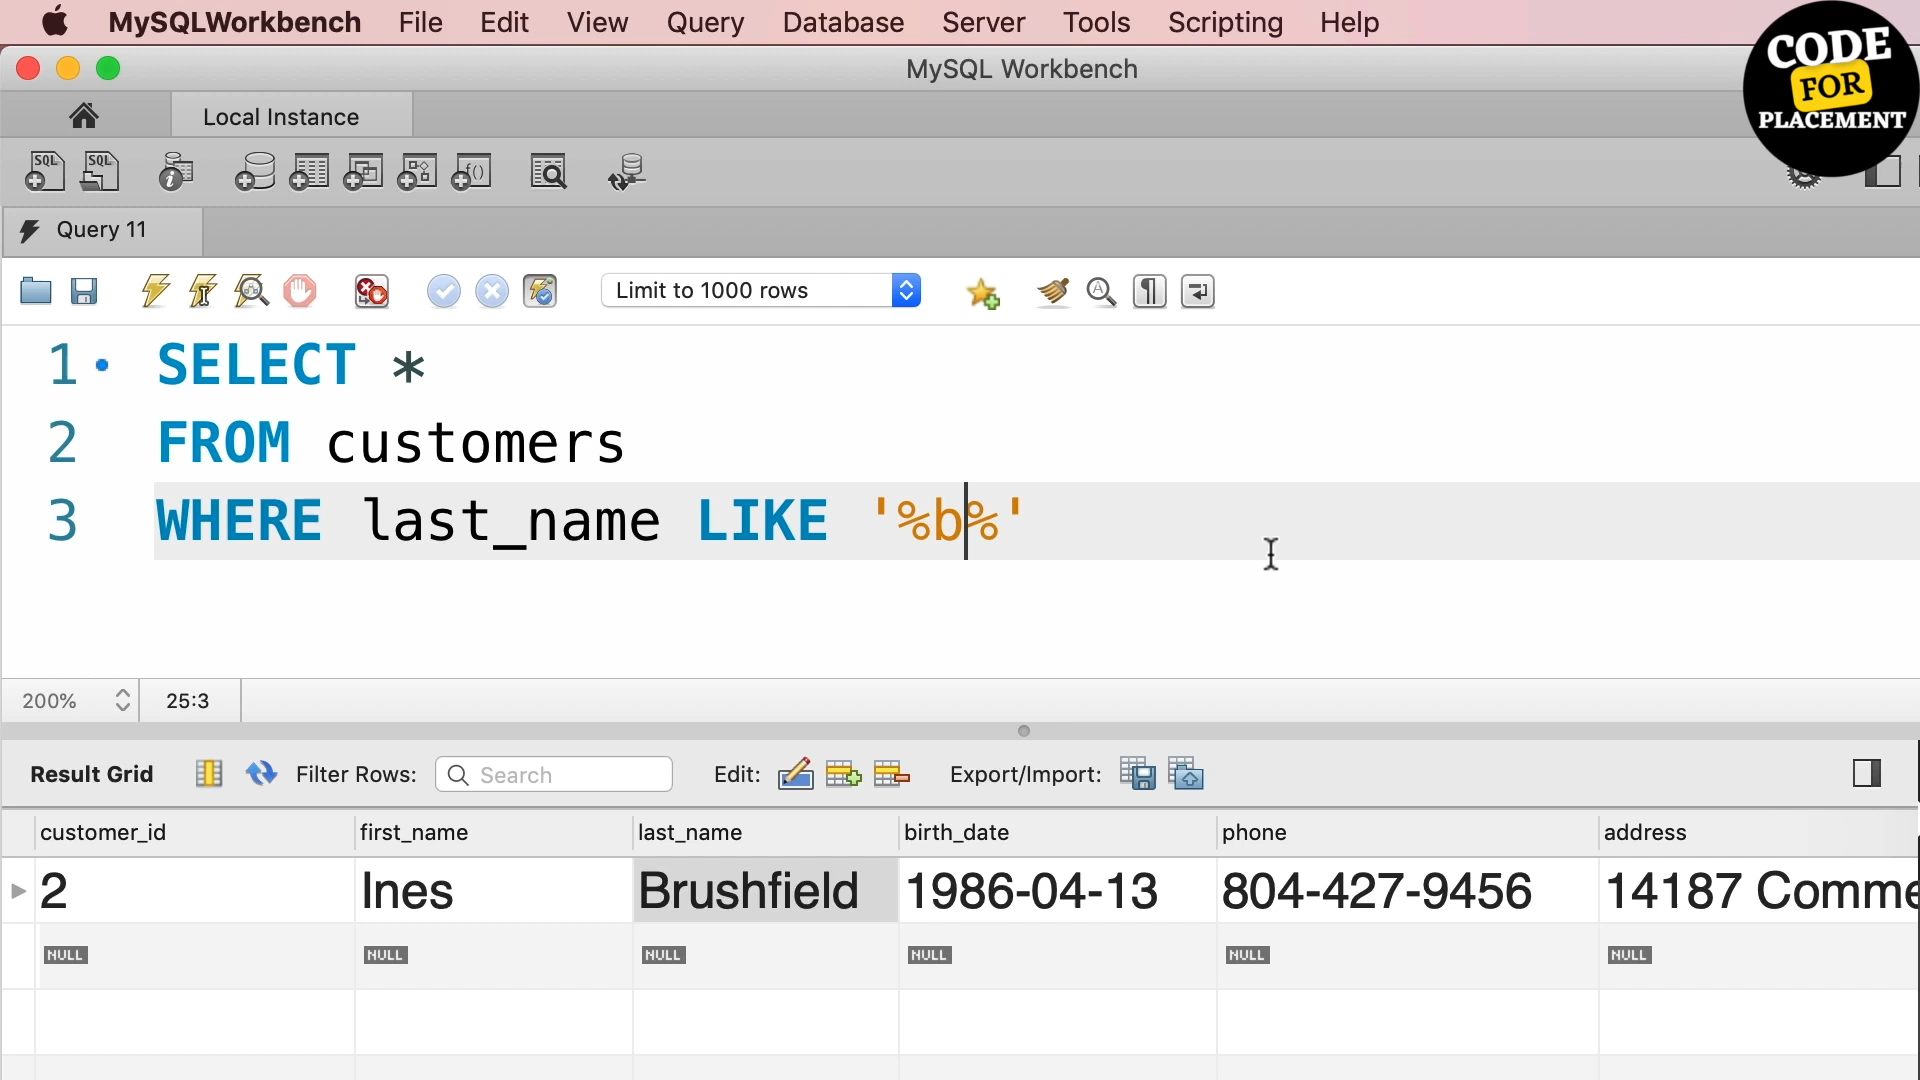 MySQLWorkbench File Edit View Query Database Server Tools Scripting Help
MySQL Workbench
CODE
FOR
PLACEMENT
Local Instance
SQL SQL
Query 11
Limit to 1000 rows
1 SELECT *
2 FROM customers
3 WHERE last_name LIKE '%b%'
200% 25:3
Result Grid Filter Rows: Search Edit: Export/Import:
customer_id first_name last_name birth_date phone address
2 Ines Brushfield 1986-04-13 804-427-9456 14187 Comme
NULL NULL NULL NULL NULL NULL